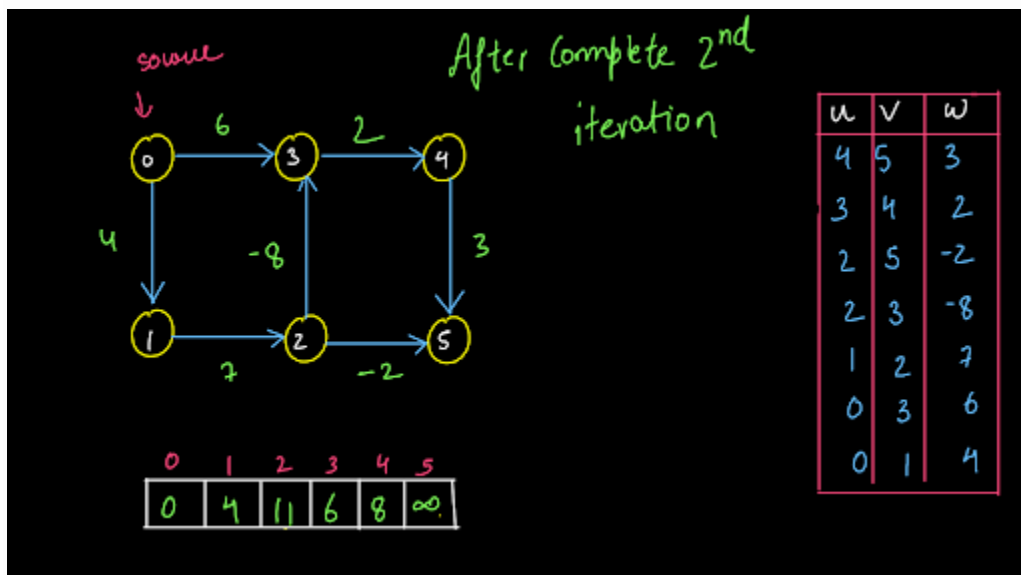 source
After Complete 2nd
iteration
6
2
0
3
4
4
-8
3
1
2
5
7
-2
0 1 2 3 4 5
0 4 11 6 8 ∞
u v w
4 5 3
3 4 2
2 5 -2
2 3 -8
1 2 7
0 3 6
0 1 4